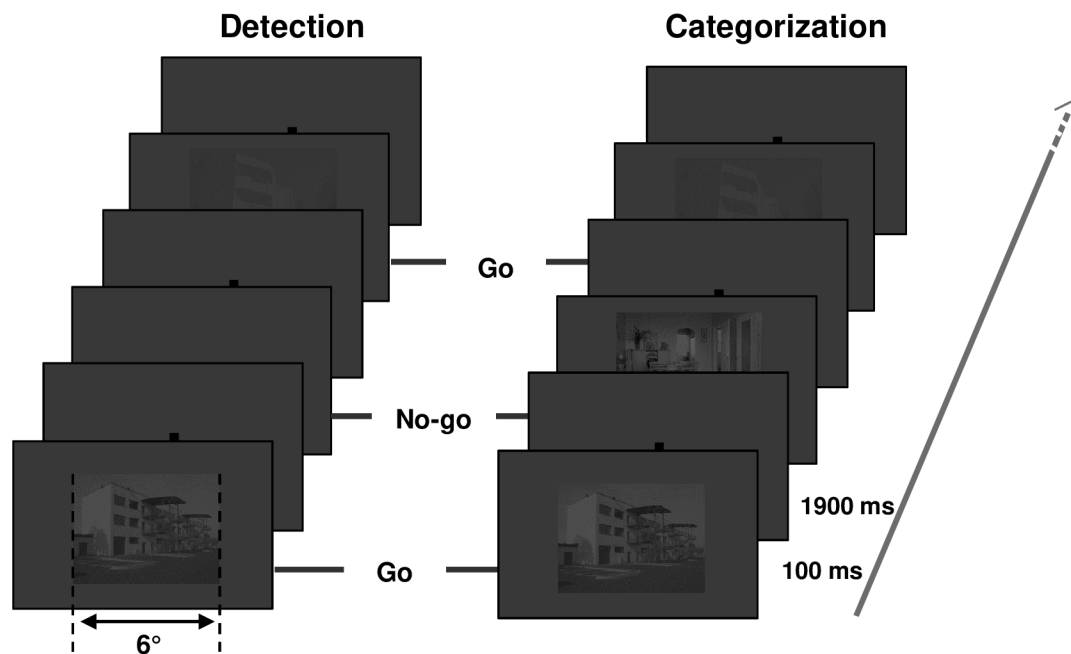 Detection
Categorization
Go
No-go
1900 ms
Go
100 ms
6°